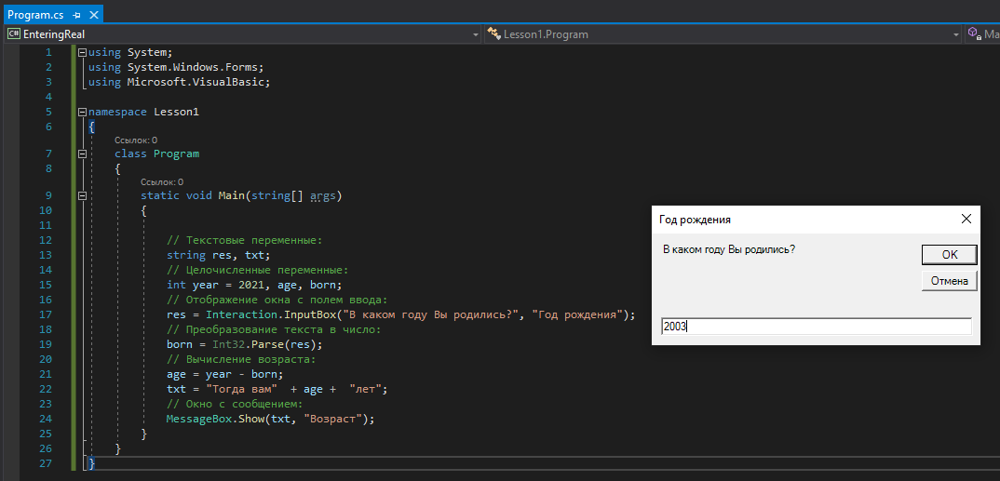 Program.cs
EnteringReal
Lesson1.Program
Ma
1 using System;
2 using System.Windows.Forms;
3 using Microsoft.VisualBasic;
4
5 namespace Lesson1
6 {
Ссылок: 0
7 class Program
8 {
Ссылок: 0
9 static void Main(string[] args)
10 {
11
12 // Текстовые переменные:
13 string res, txt;
14 // Целочисленные переменные:
15 int year = 2021, age, born;
16 // Отображение окна с полем ввода:
17 res = Interaction.InputBox("В каком году Вы родились?", "Год рождения");
18 // Преобразование текста в число:
19 born = Int32.Parse(res);
20 // Вычисление возраста:
21 age = year - born;
22 txt = "Тогда вам"  + age +  "лет";
23 // Окно с сообщением:
24 MessageBox.Show(txt, "Возраст");
25 }
26 }
27 }
Год рождения
В каком году Вы родились?
OK
Отмена
2003